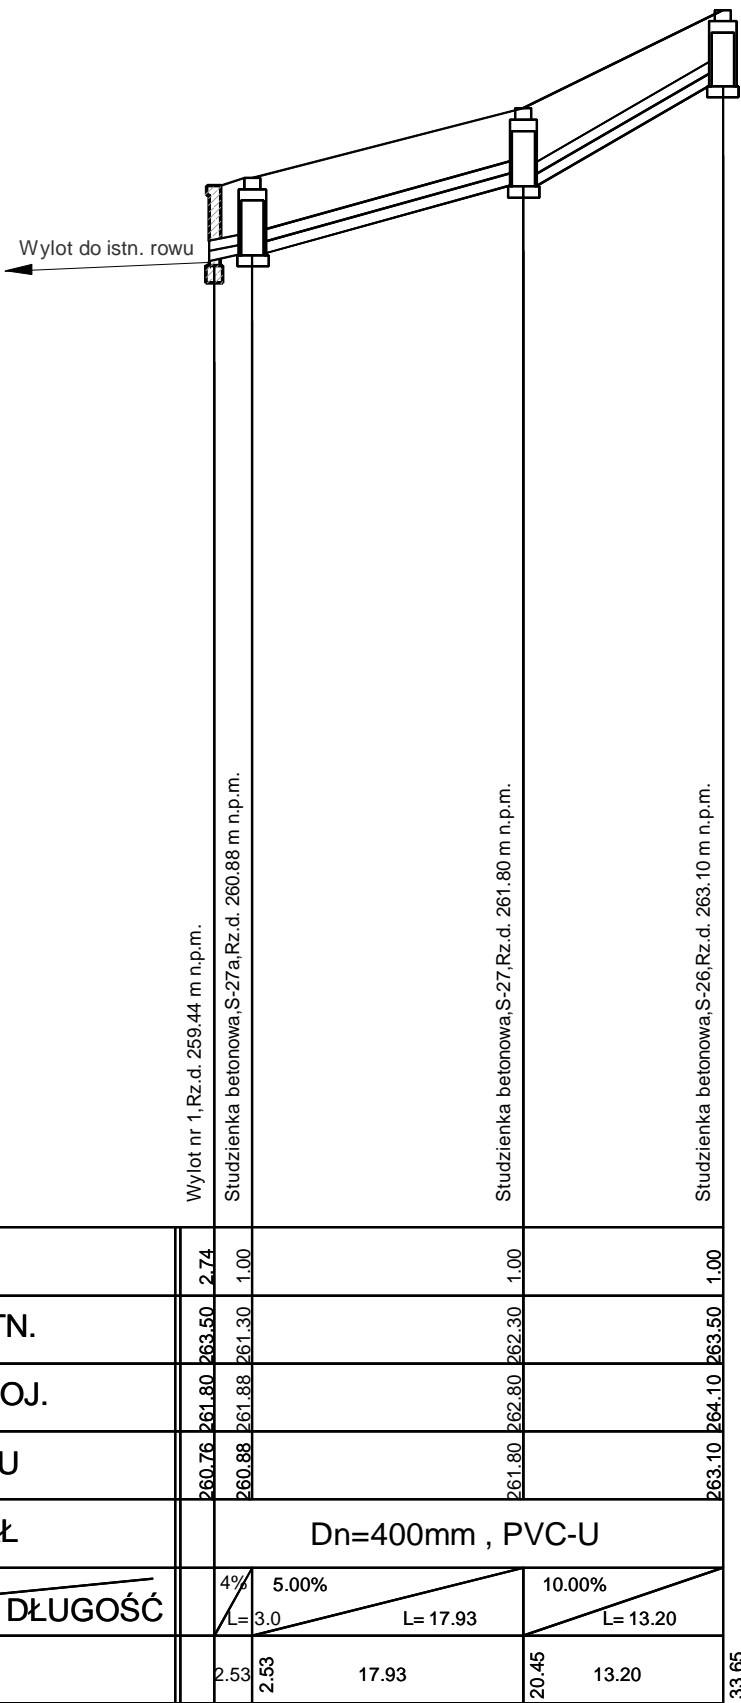 Wylot do istn. rowu
Wylot nr 1,Rz.d. 259.44 m n.p.m.
Studzienka betonowa,S-27a,Rz.d. 260.88 m n.p.m.
Studzienka betonowa,S-27,Rz.d. 261.80 m n.p.m.
Studzienka betonowa,S-26,Rz.d. 263.10 m n.p.m.
2.74 1.00 1.00 1.00
TN. 263.50 261.30 262.30 263.50
OJ. 261.80 261.88 262.80 264.10
U 260.76 260.88 261.80 263.10
Ł Dn=400mm , PVC-U
4% 5.00% 10.00%
DŁUGOŚĆ L= 3.0 L= 17.93 L= 13.20
2.53 2.53 17.93 20.45 13.20 33.65